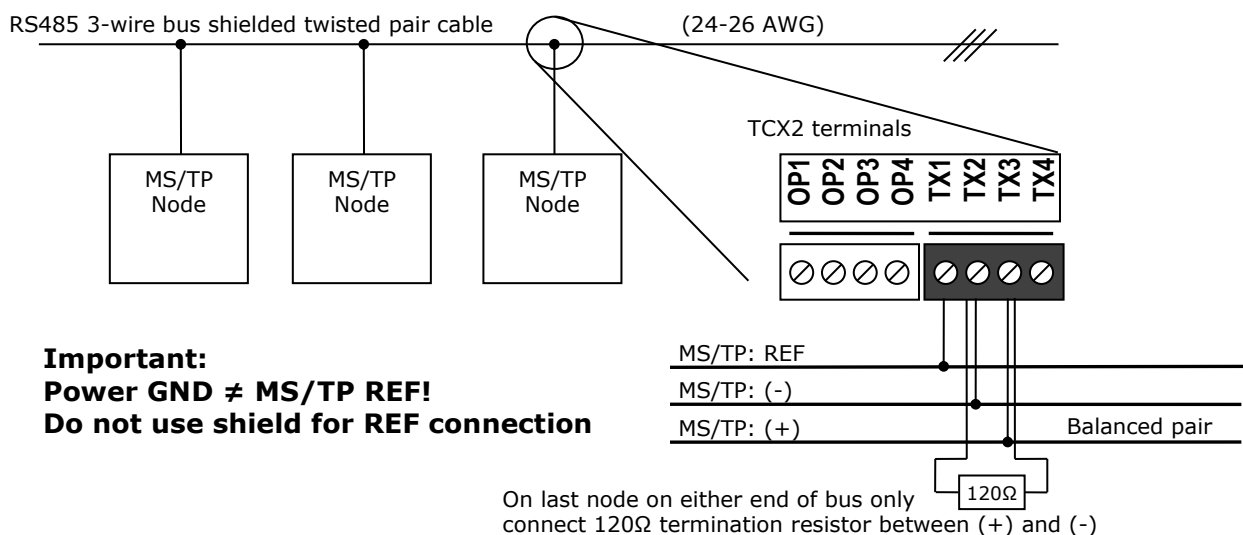 RS485 3-wire bus shielded twisted pair cable (24-26 AWG)
TCX2 terminals
OP1 OP2 OP3 OP4 TX1 TX2 TX3 TX4
MS/TP
Node
MS/TP
Node
MS/TP
Node
Important:
Power GND ≠ MS/TP REF!
Do not use shield for REF connection
MS/TP: REF
MS/TP: (-)
MS/TP: (+) Balanced pair
120Ω
On last node on either end of bus only
connect 120Ω termination resistor between (+) and (-)